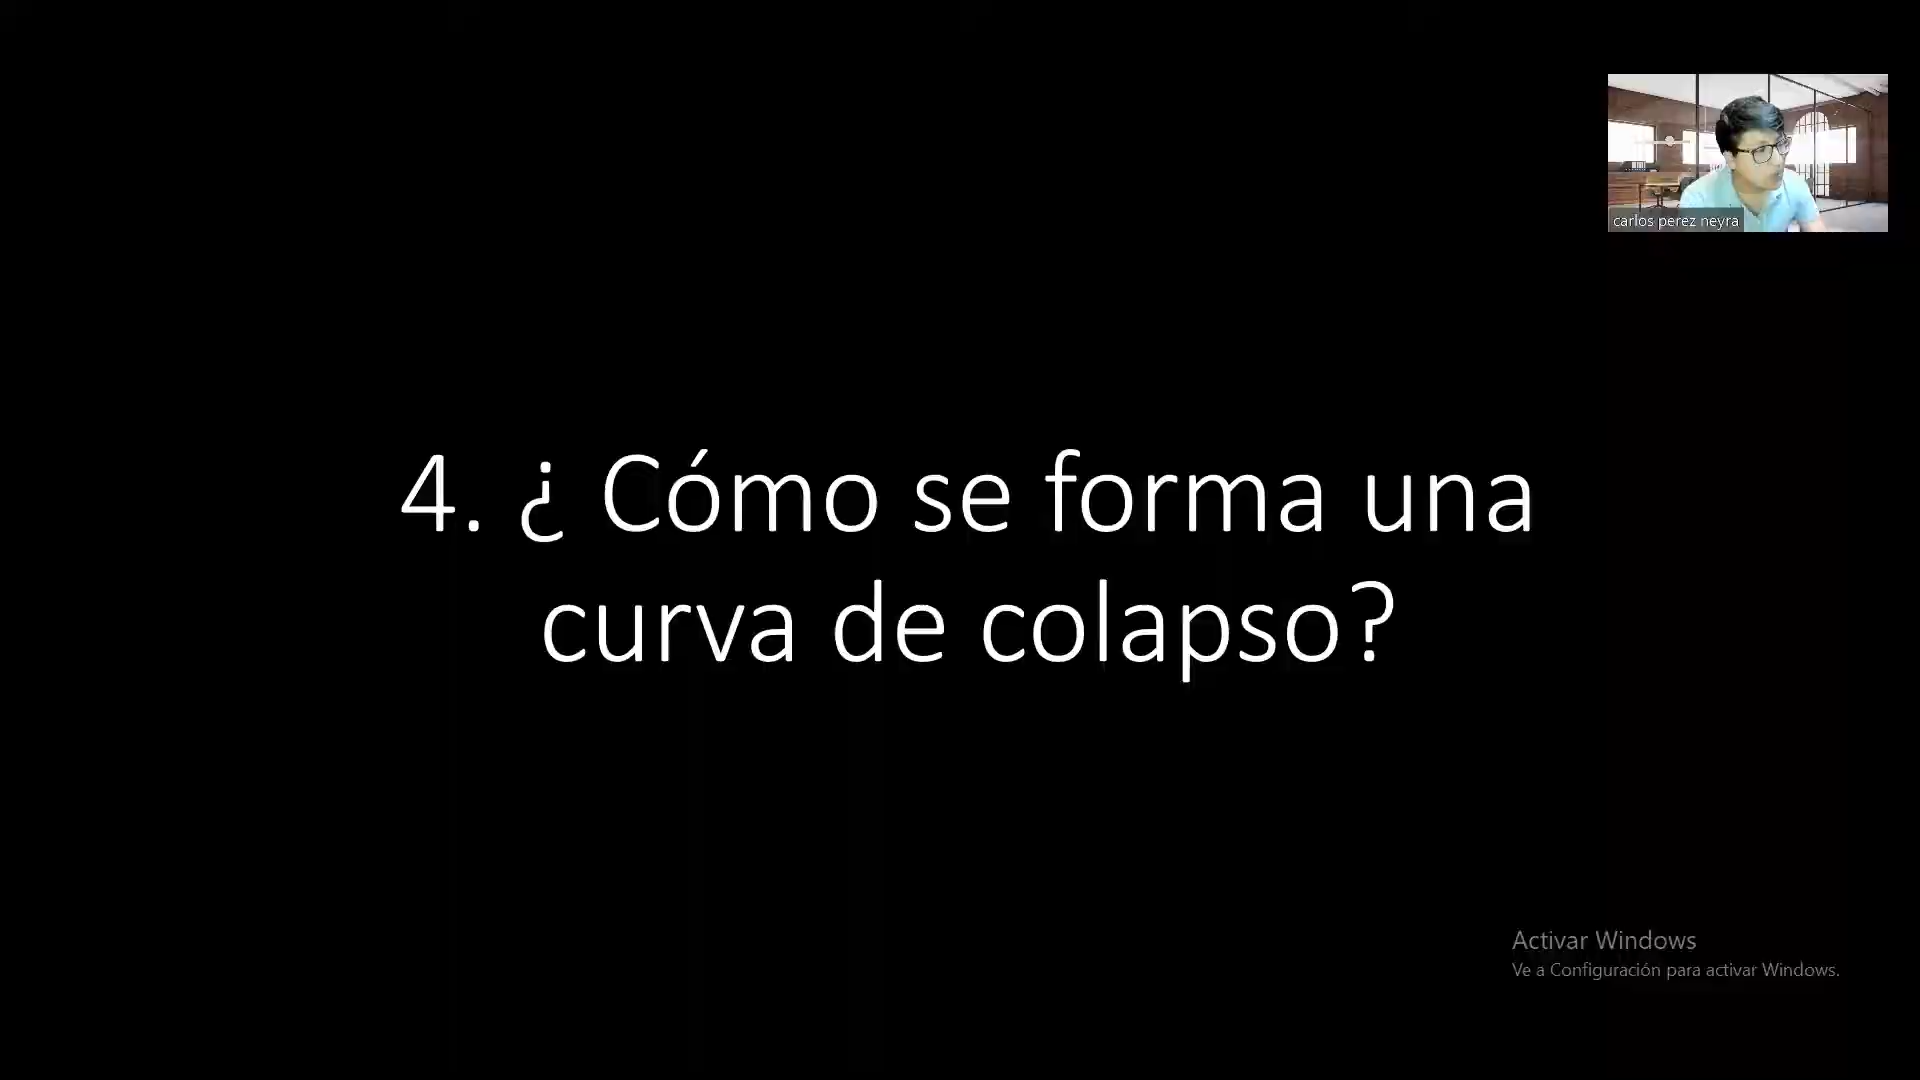 carlos perez neyra
4. ¿ Cómo se forma una
curva de colapso?
Activar Windows
Ve a Configuración para activar Windows.